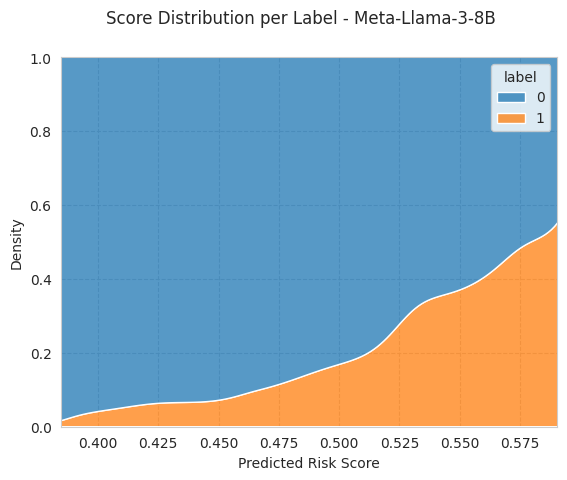 Score Distribution per Label - Meta-Llama-3-8B
label
0
1
1.0
0.8
0.6
0.4
0.2
0.0
Density
0.400 0.425 0.450 0.475 0.500 0.525 0.550 0.575
Predicted Risk Score